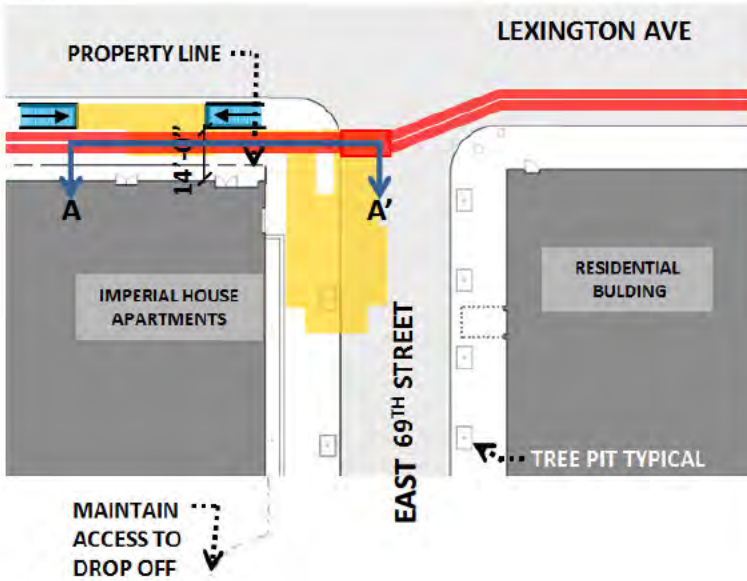 LEXINGTON AVE
PROPERTY LINE
14'-0"
A
A'
IMPERIAL HOUSE
APARTMENTS
RESIDENTIAL
BULDING
EAST 69TH STREET
TREE PIT TYPICAL
MAINTAIN
ACCESS TO
DROP OFF